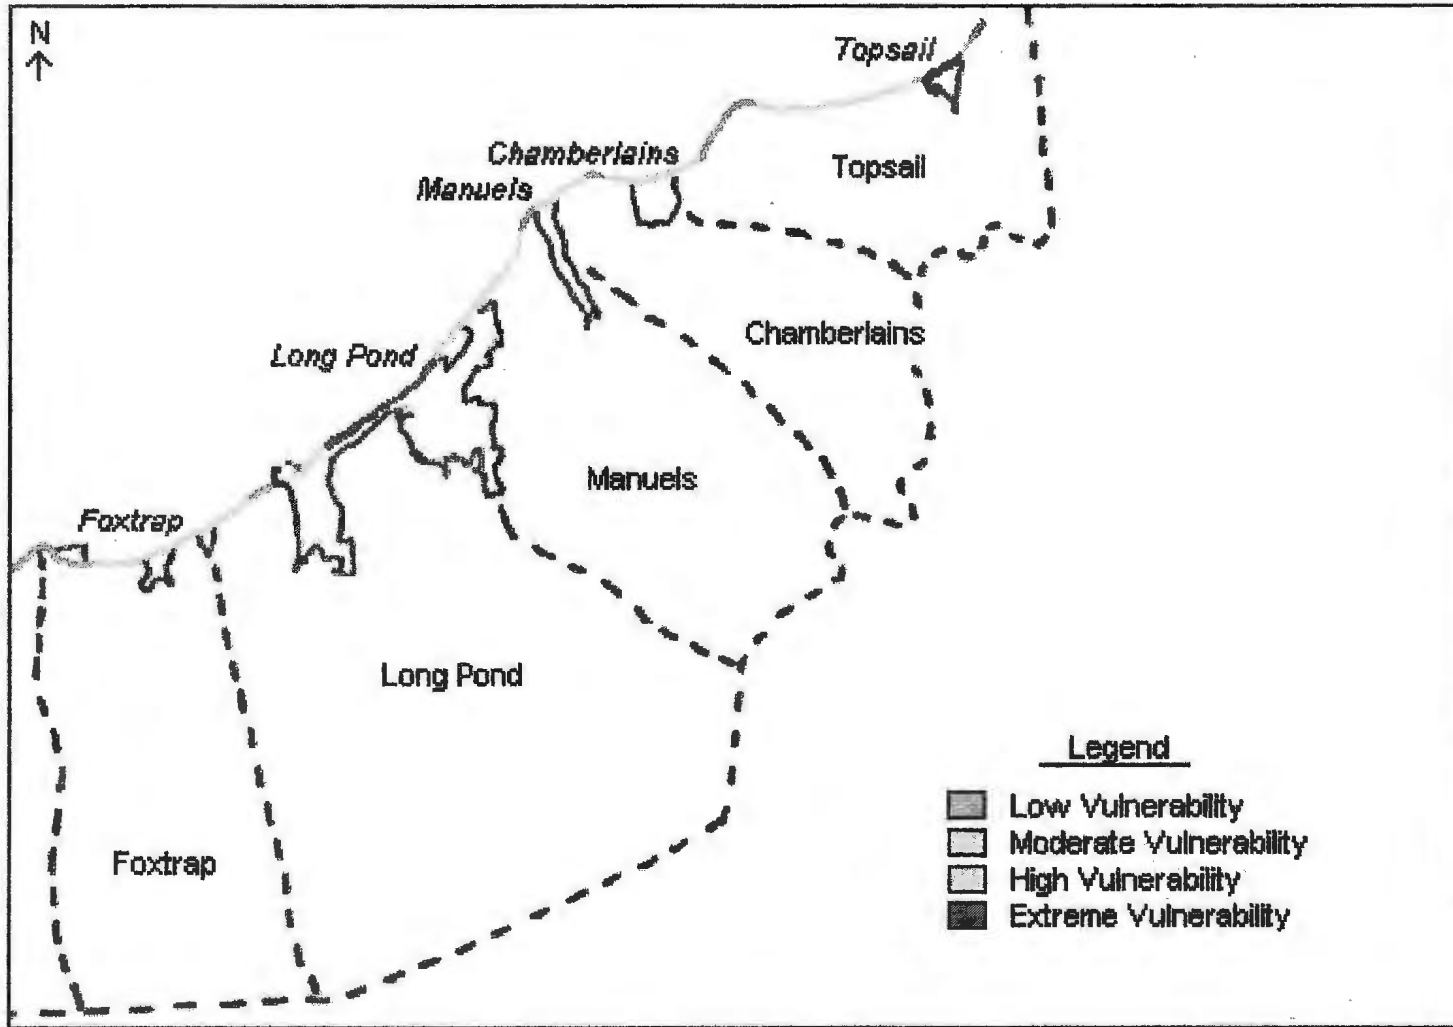 N
Topsail
Chamberlains
Manuels
Topsail
Long Pond
Chamberlains
Manuels
Foxtrap
Long Pond
Foxtrap
Legend
Low Vulnerability
Moderate Vulnerability
High Vulnerability
Extreme Vulnerability